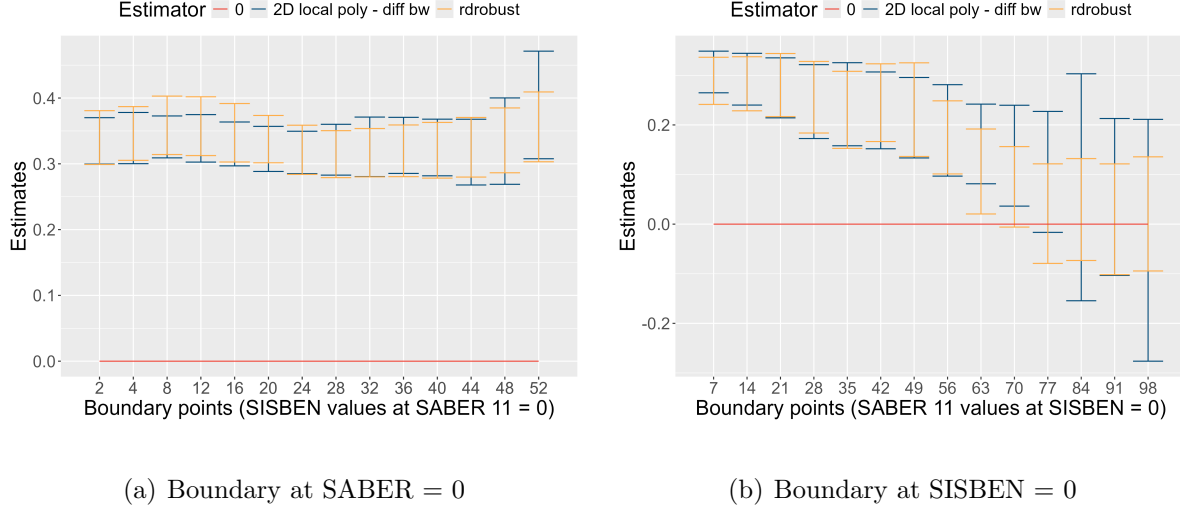 Estimator 0 2D local poly - diff bw rdrobust
Estimates
0.4
0.3
0.2
0.1
0.0
2 4 8 12 16 20 24 28 32 36 40 44 48 52
Boundary points (SISBEN values at SABER 11 = 0)
(a) Boundary at SABER = 0
Estimator 0 2D local poly - diff bw rdrobust
Estimates
0.2
0.0
-0.2
7 14 21 28 35 42 49 56 63 70 77 84 91 98
Boundary points (SABER 11 values at SISBEN = 0)
(b) Boundary at SISBEN = 0